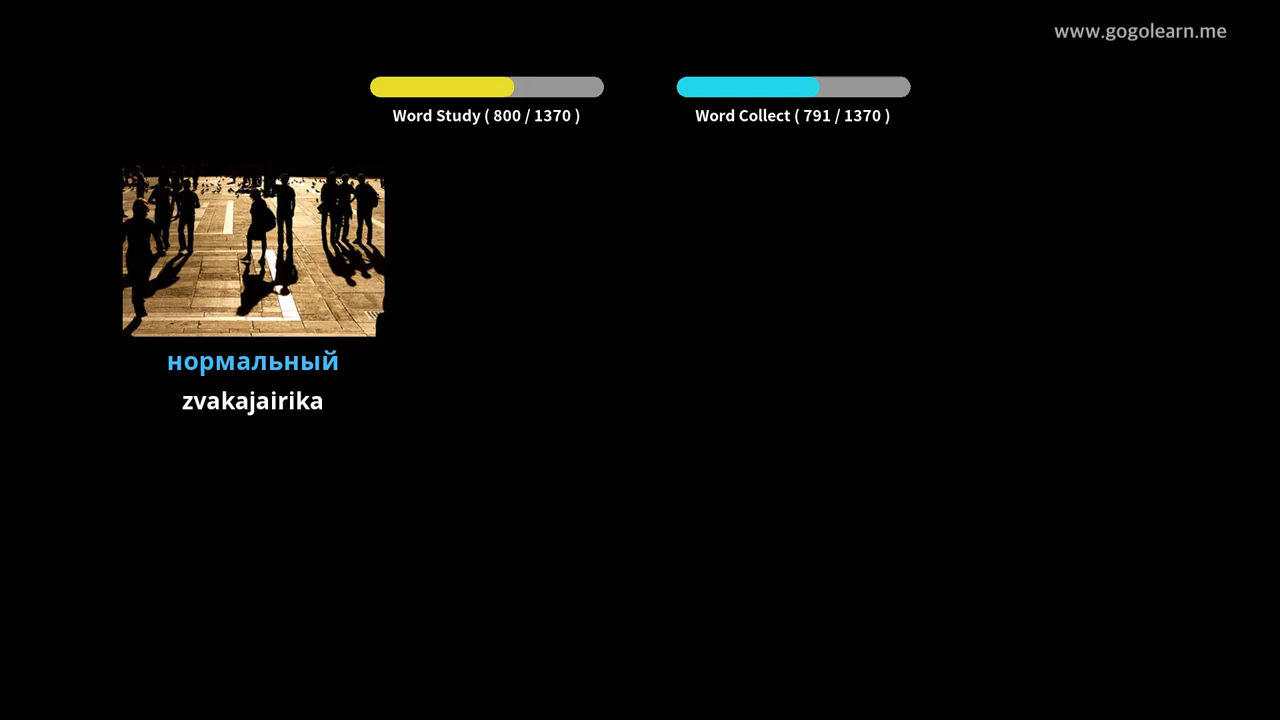 www.gogolearn.me
Word Study ( 800 / 1370 )
Word Collect ( 791 / 1370 )
нормальный
zvakajairika